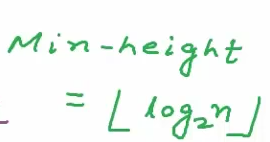 Min-height
= ⌊ log₂n ⌋